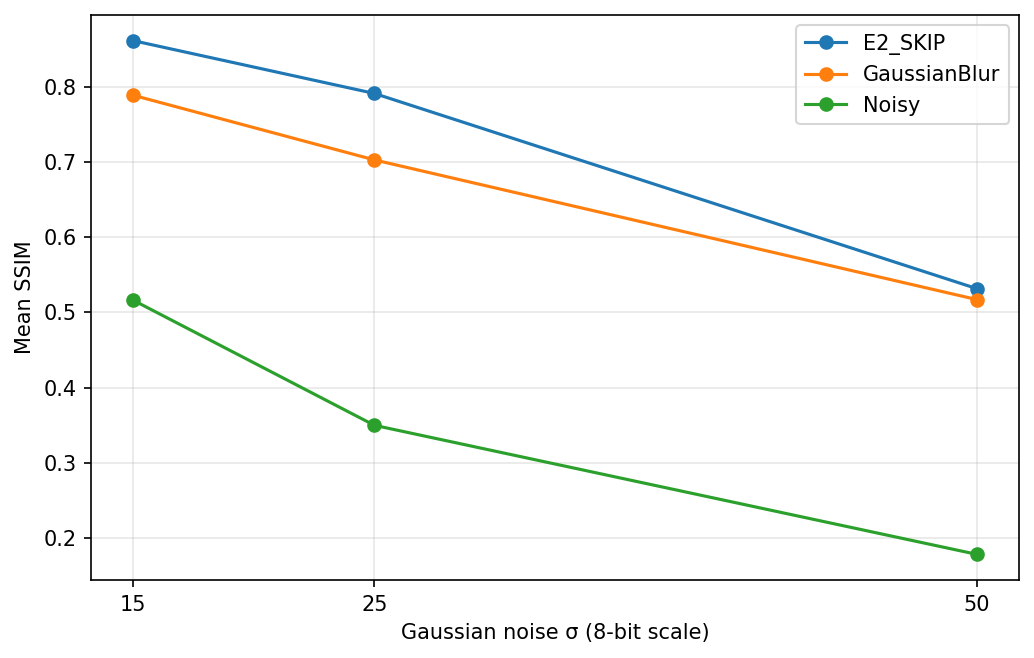 E2_SKIP
GaussianBlur
Noisy
0.8
0.7
0.6
0.5
0.4
0.3
0.2
Mean SSIM
15 25 50
Gaussian noise σ (8-bit scale)